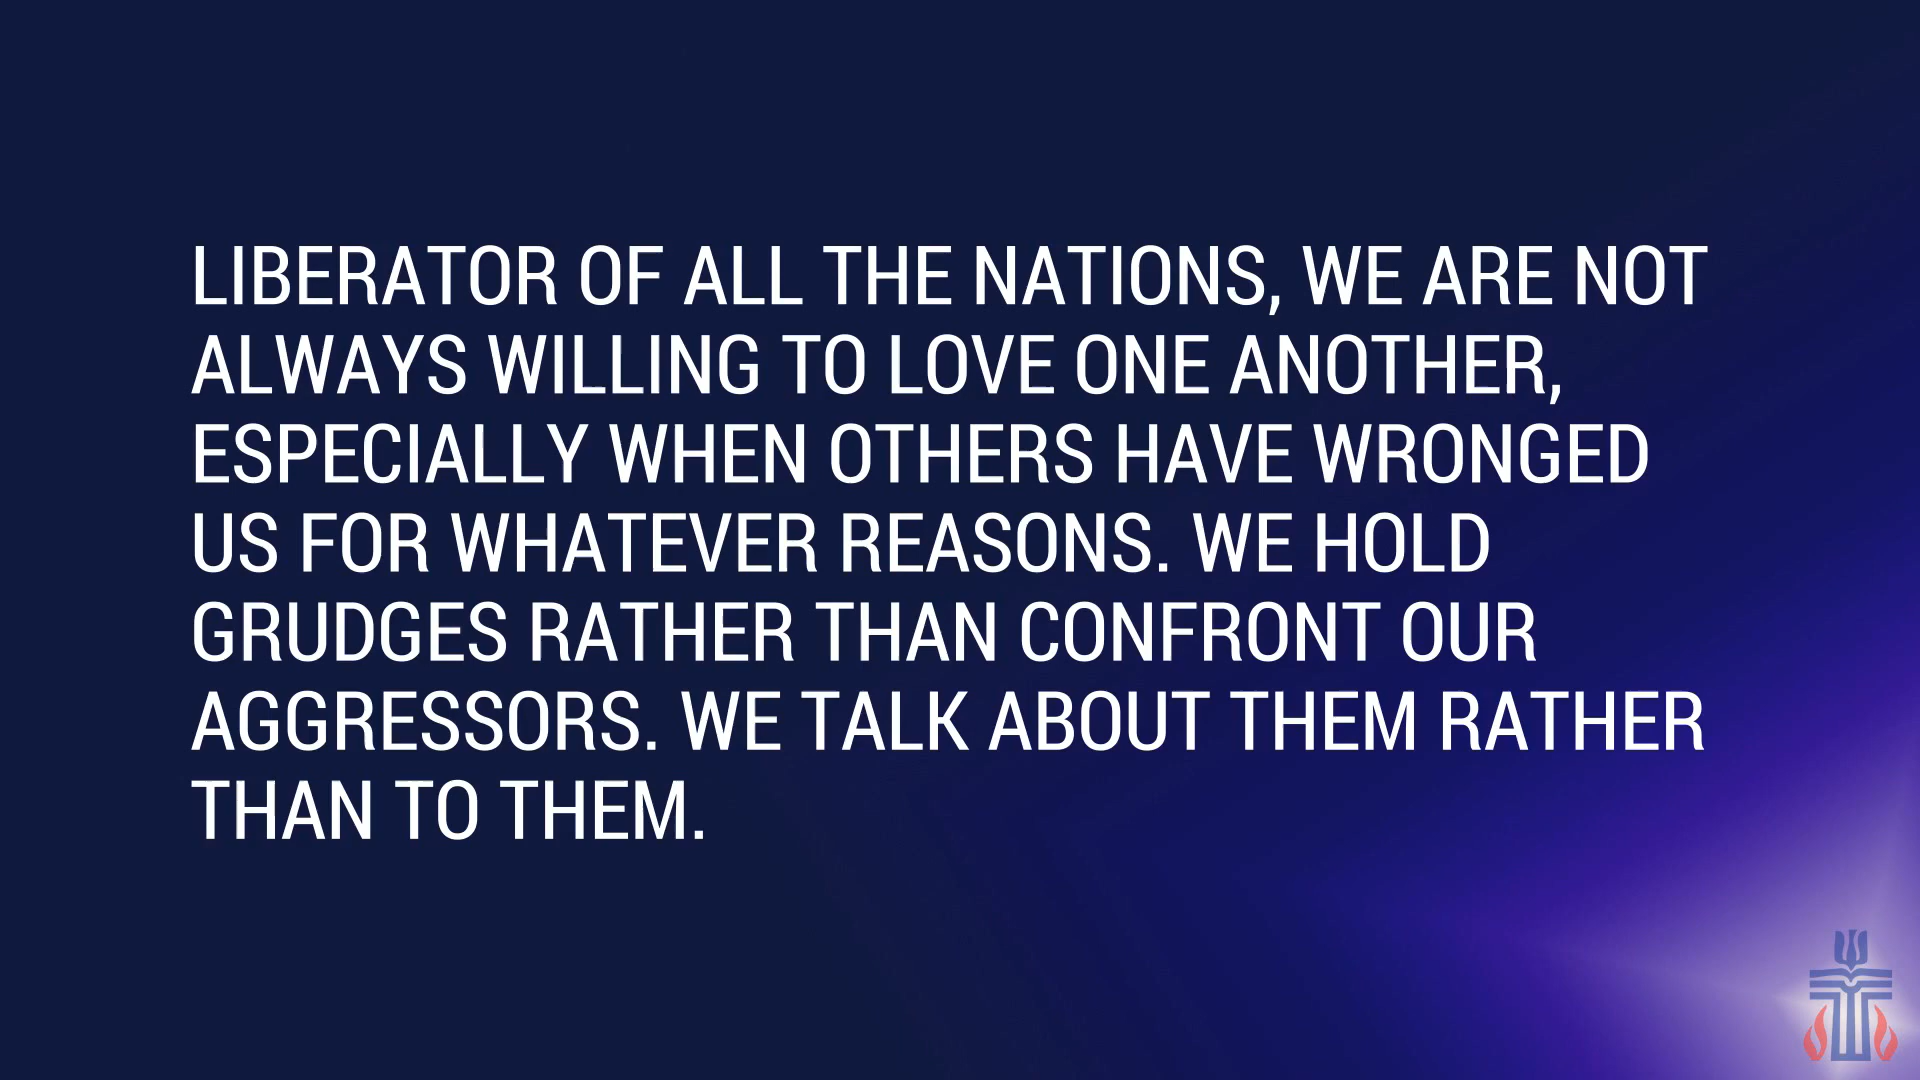 LIBERATOR OF ALL THE NATIONS, WE ARE NOT
ALWAYS WILLING TO LOVE ONE ANOTHER,
ESPECIALLY WHEN OTHERS HAVE WRONGED
US FOR WHATEVER REASONS. WE HOLD
GRUDGES RATHER THAN CONFRONT OUR
AGGRESSORS. WE TALK ABOUT THEM RATHER
THAN TO THEM.